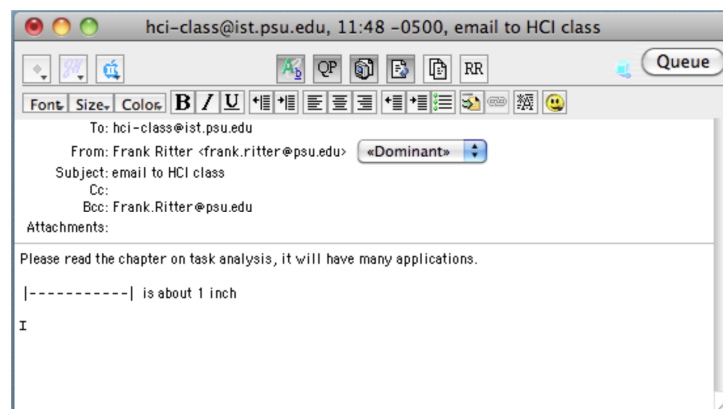 hci-class@ist.psu.edu, 11:48 -0500, email to HCI class
QP RR Queue
Font Size Color B I U
To: hci-class@ist.psu.edu
From: Frank Ritter <frank.ritter@psu.edu> «Dominant»
Subject: email to HCI class
Cc:
Bcc: Frank.Ritter@psu.edu
Attachments:
Please read the chapter on task analysis, it will have many applications.
|-----------| is about 1 inch